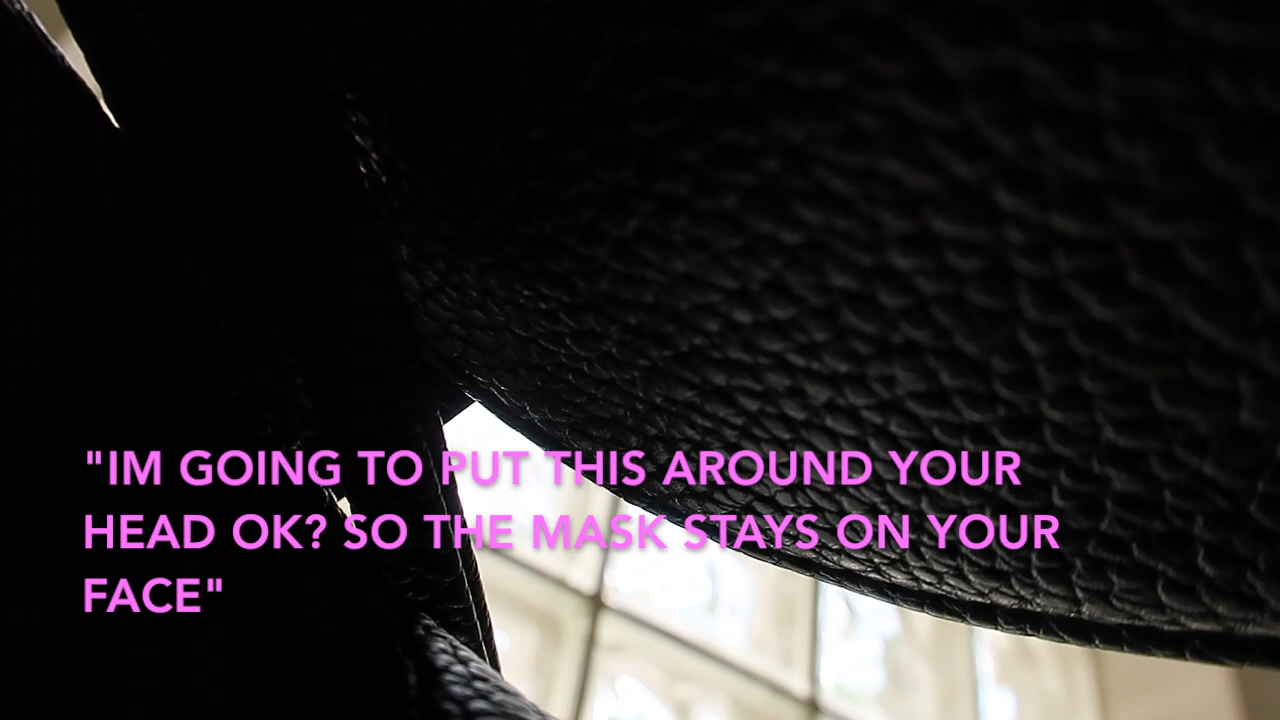 "IM GOING TO PUT THIS AROUND YOUR
HEAD OK? SO THE MASK STAYS ON YOUR
FACE"